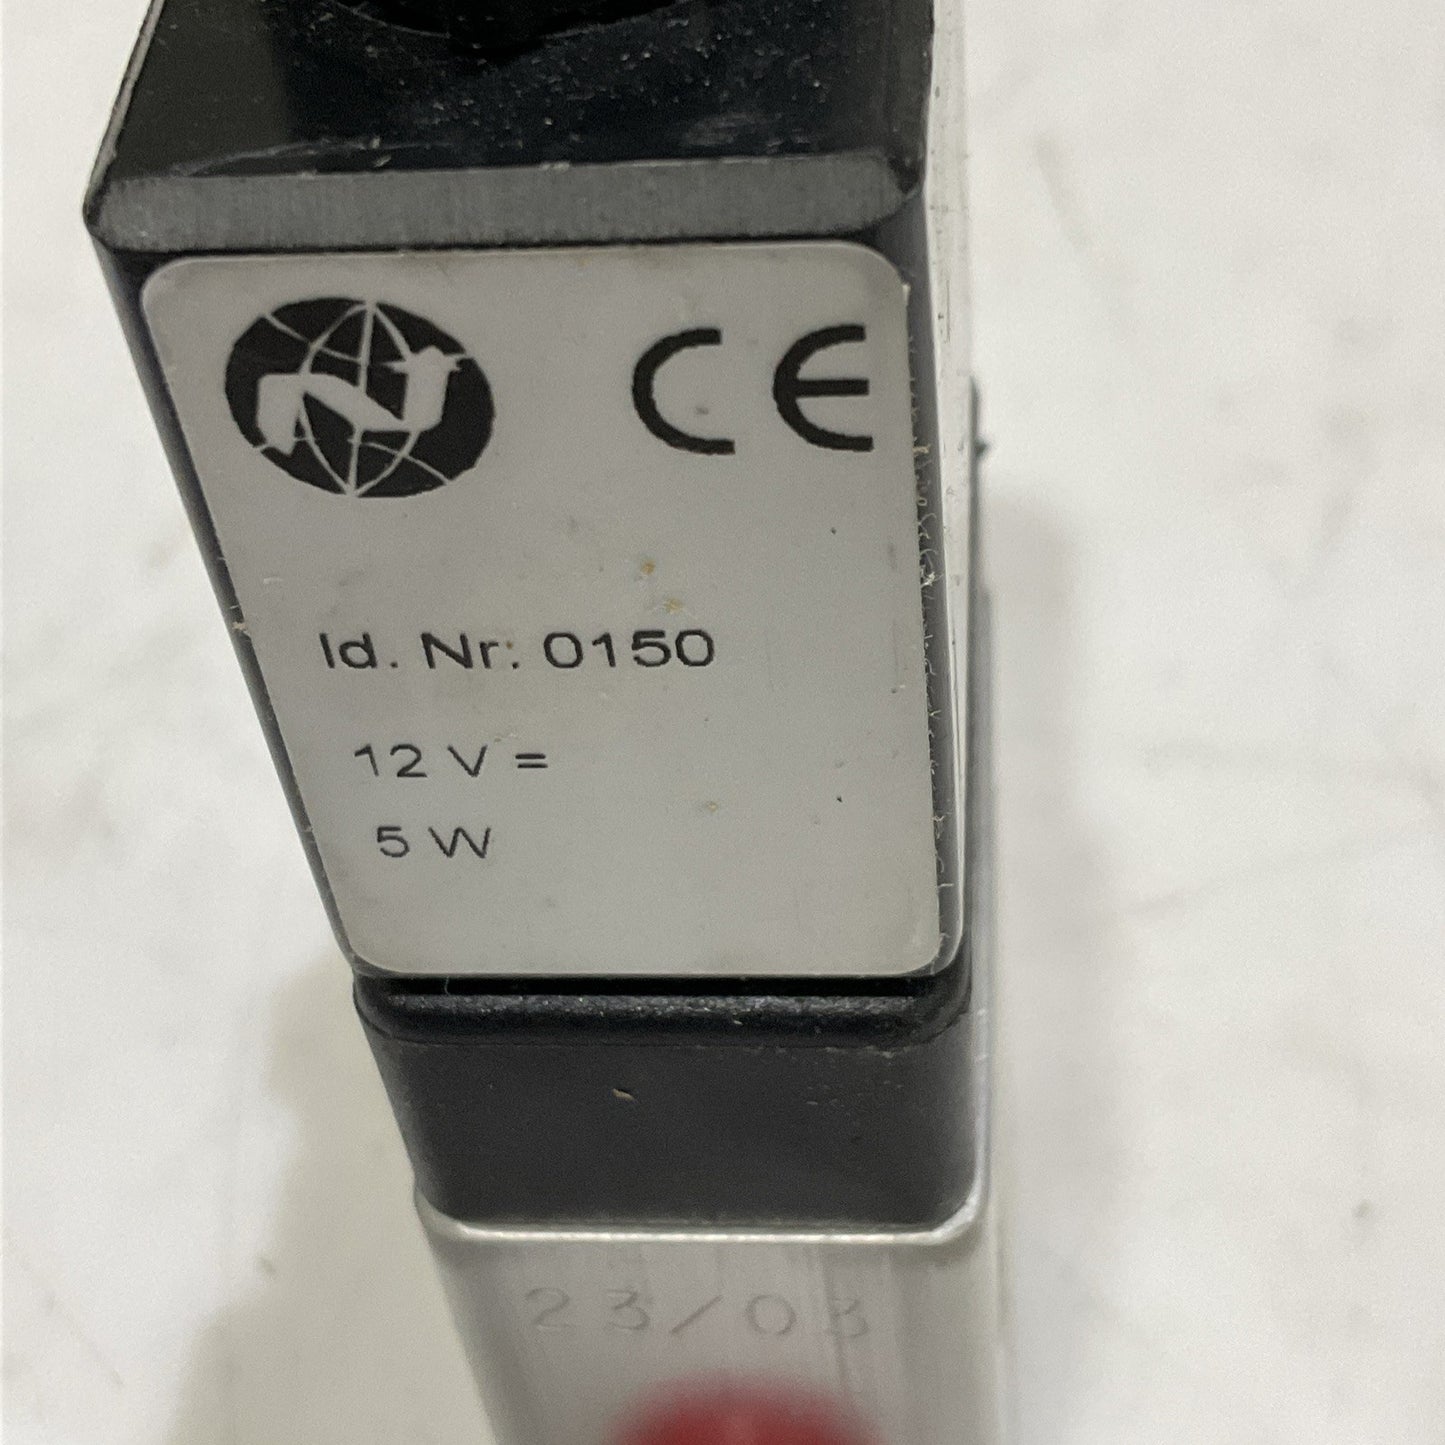 CE
Id. Nr. 0150
12 V =
5 W
23/03